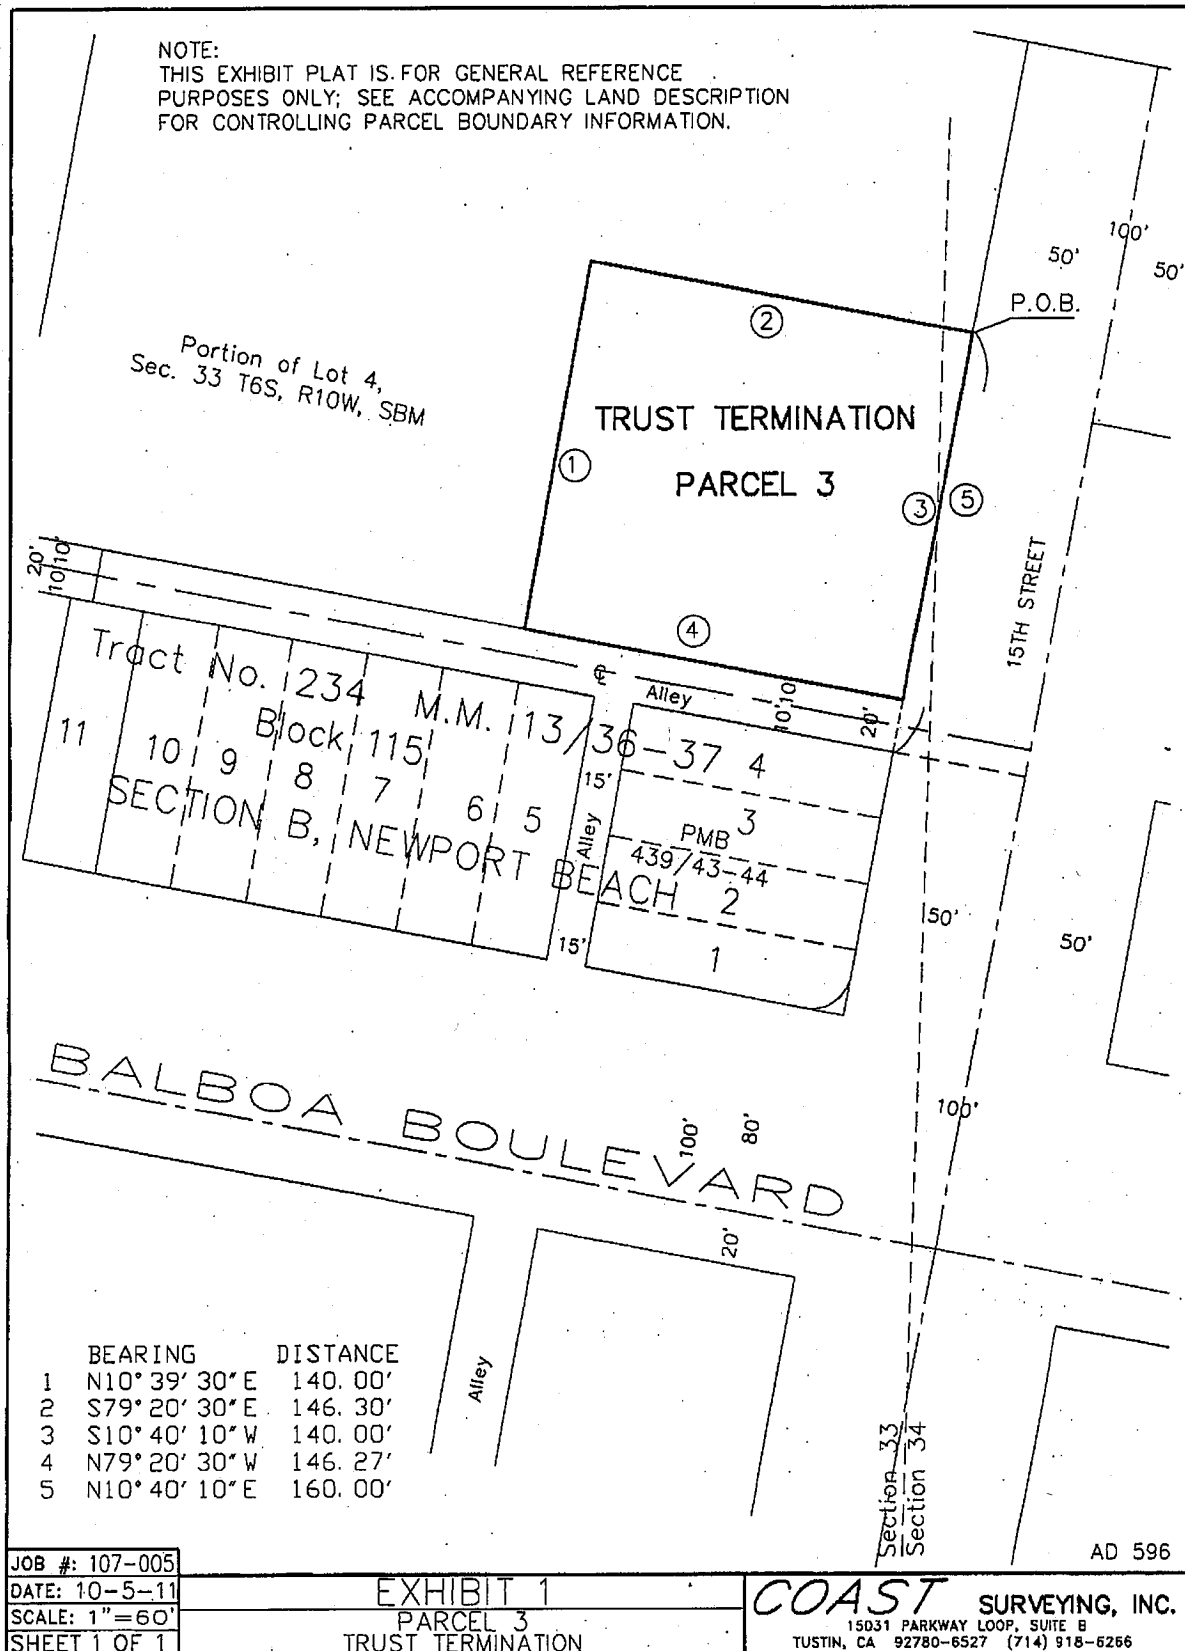 NOTE:
THIS EXHIBIT PLAT IS FOR GENERAL REFERENCE
PURPOSES ONLY; SEE ACCOMPANYING LAND DESCRIPTION
FOR CONTROLLING PARCEL BOUNDARY INFORMATION.
100'
50'
50'
P.O.B.
2
Portion of Lot 4,
Sec. 33 T6S, R10W, SBM
TRUST TERMINATION
PARCEL 3
1
3
5
20'
10'
10'
15TH STREET
4
℄
Alley
10'
10'
20'
Tract No. 234 M.M. 13/36-37
Block 115
SECTION B, NEWPORT BEACH
11
10
9
8
7
6
5
15'
Alley
15'
4
3
PMB
439/43-44
2
1
50'
50'
BALBOA BOULEVARD
100'
80'
100'
20'
Alley
BEARING DISTANCE
1 N10°39'30"E 140.00'
2 S79°20'30"E 146.30'
3 S10°40'10"W 140.00'
4 N79°20'30"W 146.27'
5 N10°40'10"E 160.00'
Section 33
Section 34
AD 596
JOB #: 107-005
DATE: 10-5-11
SCALE: 1"=60'
SHEET 1 OF 1
EXHIBIT 1
PARCEL 3
TRUST TERMINATION
COAST SURVEYING, INC.
15031 PARKWAY LOOP, SUITE B
TUSTIN, CA 92780-6527 (714) 918-6266